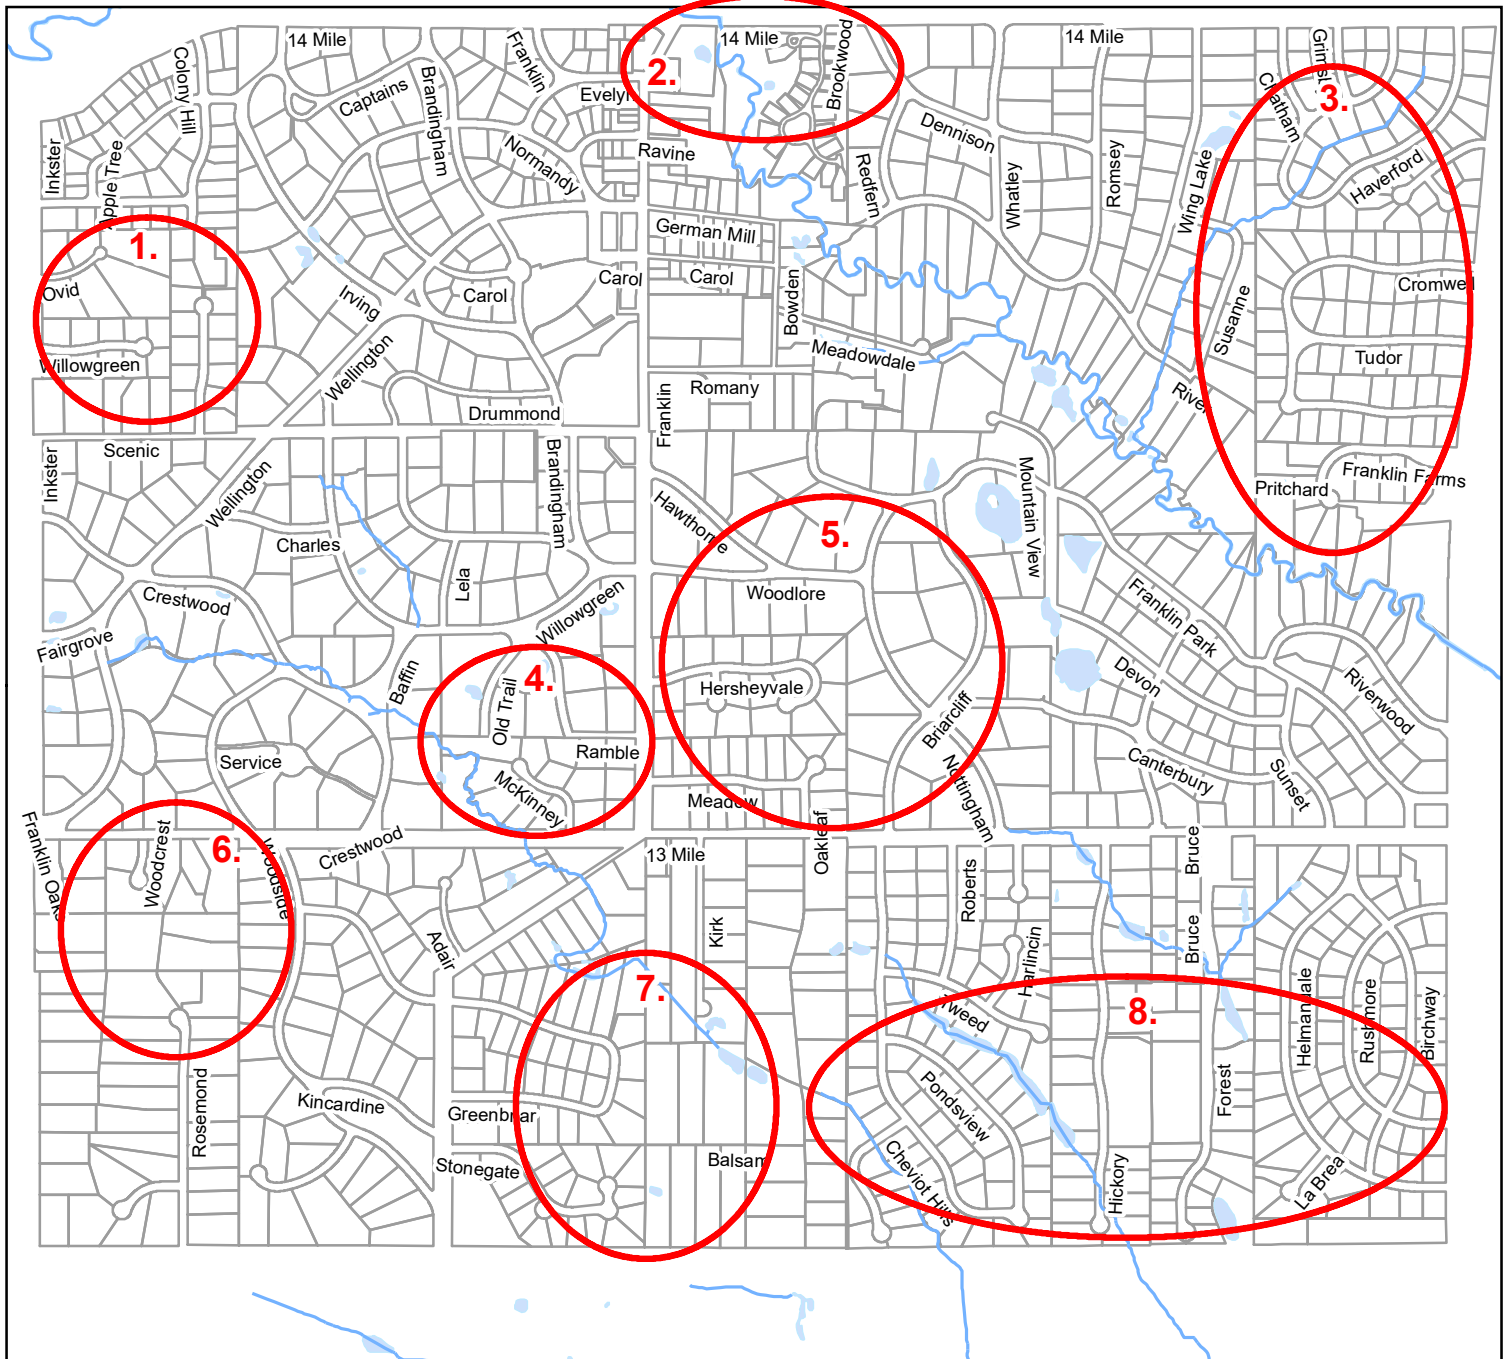 14 Mile
Franklin
14 Mile
Brookwood
14 Mile
Colony Hill
Captains
Brandingham
2.
Evelyn
Chatham
3.
Inkster
Apple Tree
Normandy
Ravine
Dennison
Redfern
Whatley
Romsey
Wing Lake
Haverford
1.
German Mill
Ovid
Irving
Carol
Carol
Carol
Bowden
Susanne
Cromwell
Willowgreen
Wellington
Meadowdale
Tudor
Drummond
Romany
Franklin
River
Scenic
Inkster
Wellington
Brandingham
Hawthorne
Mountain View
Franklin Farms
Pritchard
5.
Charles
Crestwood
Lela
Willowgreen
Woodlore
Franklin Park
Fairgrove
Baffin
4.
Old Trail
Hersheyvale
Briarcliff
Devon
Riverwood
Service
Ramble
McKinney
Meadow
Nottingham
Canterbury
Sunset
Franklin Oaks
Woodcrest
6.
Woodside
Crestwood
13 Mile
Oakleaf
Roberts
Bruce
Adair
Kirk
Harlincin
Bruce
7.
Tweed
8.
Helmandale
Rushmore
Birchway
Rosemond
Kincardine
Greenbriar
Pondsview
Forest
Stonegate
Balsam
Cheviot Hills
Hickory
La Brea